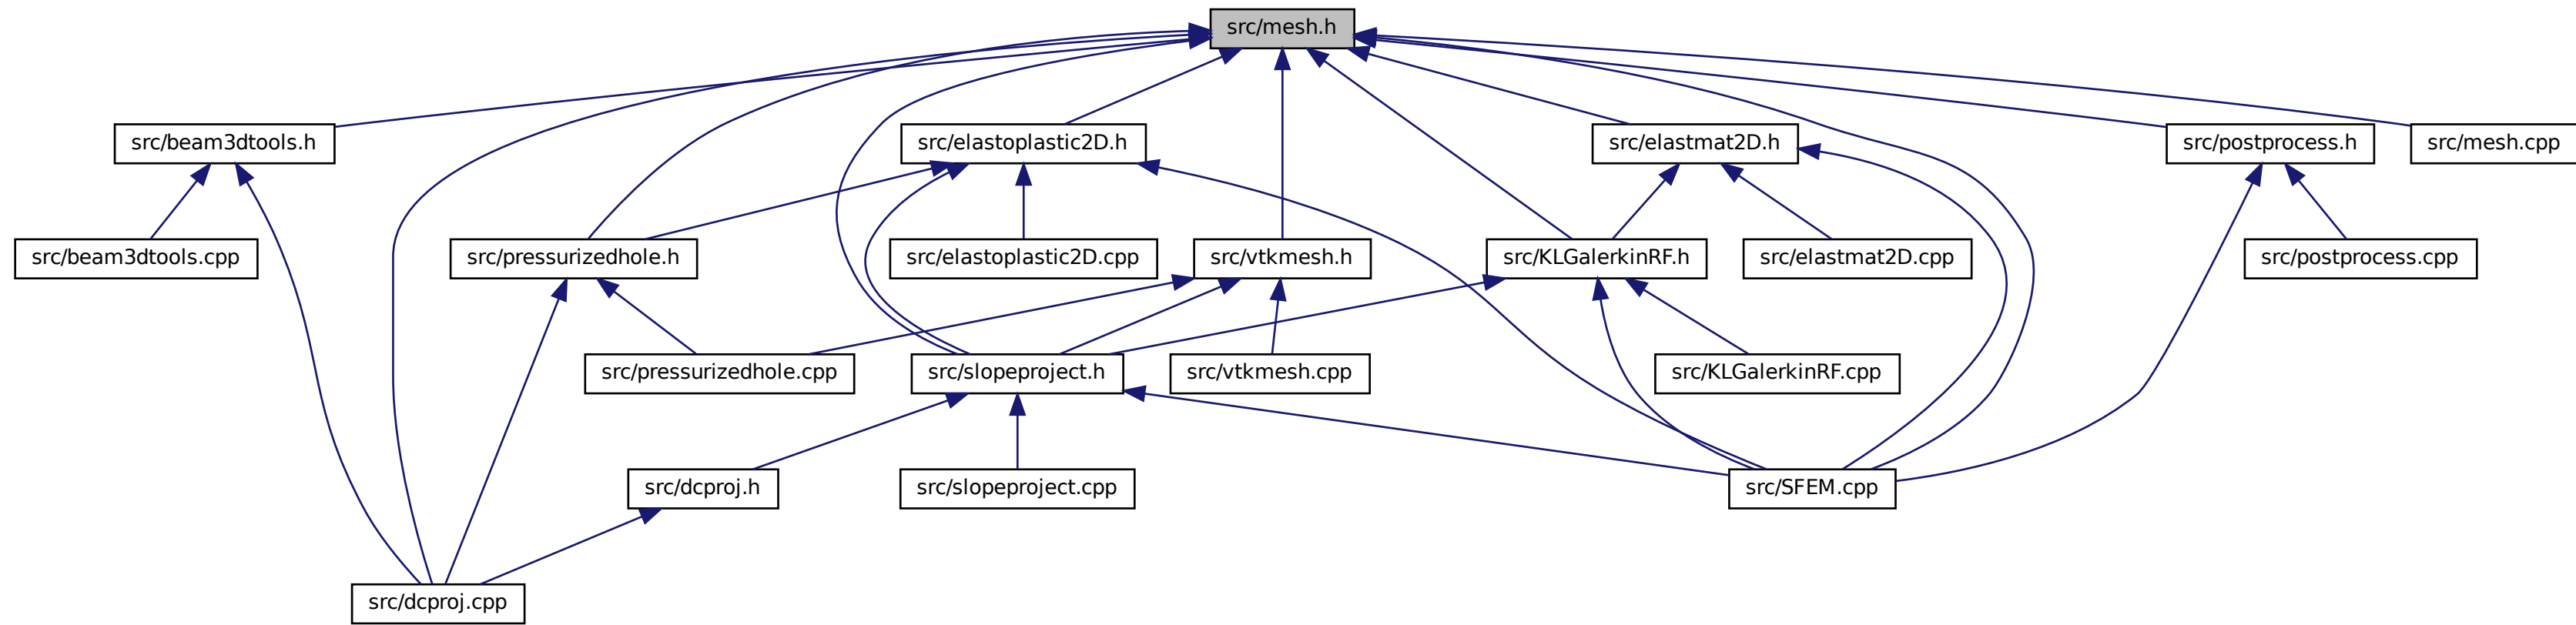 src/mesh.h
src/beam3dtools.h
src/elastoplastic2D.h
src/elastmat2D.h
src/postprocess.h
src/mesh.cpp
src/beam3dtools.cpp
src/pressurizedhole.h
src/elastoplastic2D.cpp
src/vtkmesh.h
src/KLGalerkinRF.h
src/elastmat2D.cpp
src/postprocess.cpp
src/pressurizedhole.cpp
src/slopeproject.h
src/vtkmesh.cpp
src/KLGalerkinRF.cpp
src/dcproj.h
src/slopeproject.cpp
src/SFEM.cpp
src/dcproj.cpp